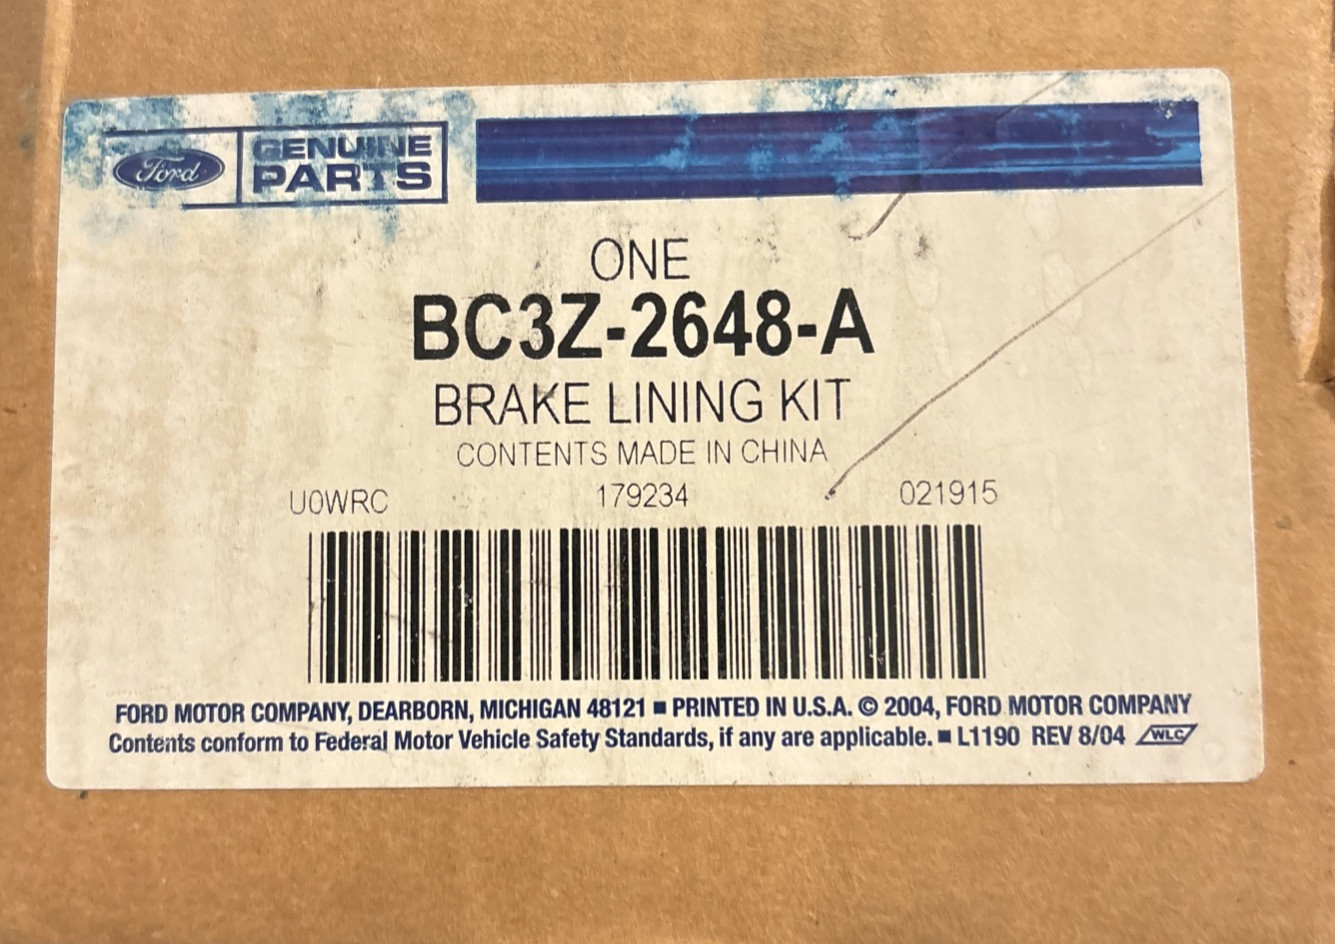 Ford GENUINE PARTS
ONE
BC3Z-2648-A
BRAKE LINING KIT
CONTENTS MADE IN CHINA
U0WRC 179234 021915
FORD MOTOR COMPANY, DEARBORN, MICHIGAN 48121 ■ PRINTED IN U.S.A. © 2004, FORD MOTOR COMPANY
Contents conform to Federal Motor Vehicle Safety Standards, if any are applicable. ■ L1190 REV 8/04 WLC